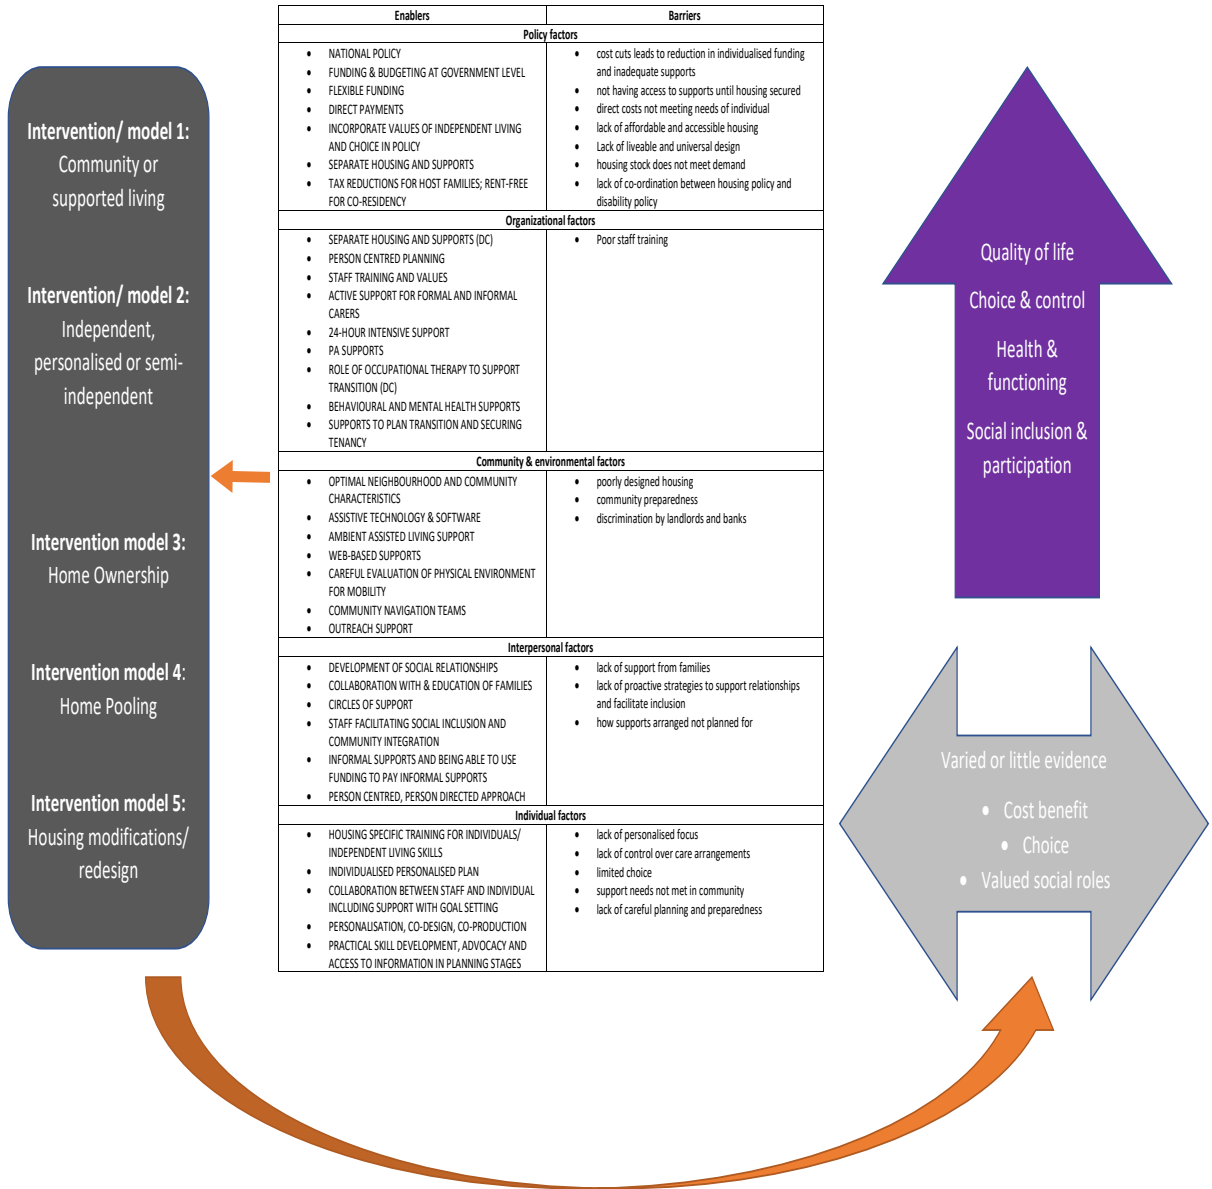 Intervention/ model 1:
Community or
supported living
Intervention/ model 2:
Independent,
personalised or semi-
independent
Intervention model 3:
Home Ownership
Intervention model 4:
Home Pooling
Intervention model 5:
Housing modifications/
redesign
Enablers
Barriers
Policy factors
• NATIONAL POLICY
• FUNDING & BUDGETING AT GOVERNMENT LEVEL
• FLEXIBLE FUNDING
• DIRECT PAYMENTS
• INCORPORATE VALUES OF INDEPENDENT LIVING
AND CHOICE IN POLICY
• SEPARATE HOUSING AND SUPPORTS
• TAX REDUCTIONS FOR HOST FAMILIES; RENT-FREE
FOR CO-RESIDENCY
• cost cuts leads to reduction in individualised funding
and inadequate supports
• not having access to supports until housing secured
• direct costs not meeting needs of individual
• lack of affordable and accessible housing
• Lack of liveable and universal design
• housing stock does not meet demand
• lack of co-ordination between housing policy and
disability policy
Organizational factors
• SEPARATE HOUSING AND SUPPORTS (DC)
• PERSON CENTRED PLANNING
• STAFF TRAINING AND VALUES
• ACTIVE SUPPORT FOR FORMAL AND INFORMAL
CARERS
• 24-HOUR INTENSIVE SUPPORT
• PA SUPPORTS
• ROLE OF OCCUPATIONAL THERAPY TO SUPPORT
TRANSITION (DC)
• BEHAVIOURAL AND MENTAL HEALTH SUPPORTS
• SUPPORTS TO PLAN TRANSITION AND SECURING
TENANCY
• Poor staff training
Community & environmental factors
• OPTIMAL NEIGHBOURHOOD AND COMMUNITY
CHARACTERISTICS
• ASSISTIVE TECHNOLOGY & SOFTWARE
• AMBIENT ASSISTED LIVING SUPPORT
• WEB-BASED SUPPORTS
• CAREFUL EVALUATION OF PHYSICAL ENVIRONMENT
FOR MOBILITY
• COMMUNITY NAVIGATION TEAMS
• OUTREACH SUPPORT
• poorly designed housing
• community preparedness
• discrimination by landlords and banks
Interpersonal factors
• DEVELOPMENT OF SOCIAL RELATIONSHIPS
• COLLABORATION WITH & EDUCATION OF FAMILIES
• CIRCLES OF SUPPORT
• STAFF FACILITATING SOCIAL INCLUSION AND
COMMUNITY INTEGRATION
• INFORMAL SUPPORTS AND BEING ABLE TO USE
FUNDING TO PAY INFORMAL SUPPORTS
• PERSON CENTRED, PERSON DIRECTED APPROACH
• lack of support from families
• lack of proactive strategies to support relationships
and facilitate inclusion
• how supports arranged not planned for
Individual factors
• HOUSING SPECIFIC TRAINING FOR INDIVIDUALS/
INDEPENDENT LIVING SKILLS
• INDIVIDUALISED PERSONALISED PLAN
• COLLABORATION BETWEEN STAFF AND INDIVIDUAL
INCLUDING SUPPORT WITH GOAL SETTING
• PERSONALISATION, CO-DESIGN, CO-PRODUCTION
• PRACTICAL SKILL DEVELOPMENT, ADVOCACY AND
ACCESS TO INFORMATION IN PLANNING STAGES
• lack of personalised focus
• lack of control over care arrangements
• limited choice
• support needs not met in community
• lack of careful planning and preparedness
Quality of life
Choice & control
Health &
functioning
Social inclusion &
participation
Varied or little evidence
• Cost benefit
• Choice
• Valued social roles